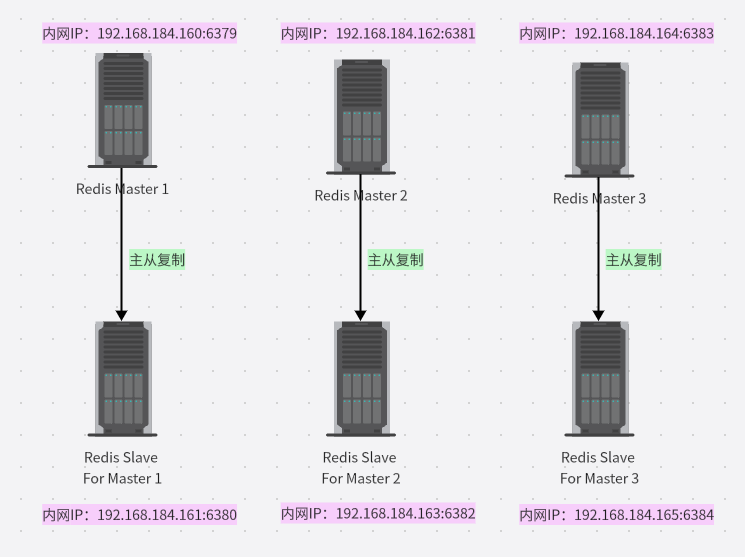 内网IP：192.168.184.160:6379
内网IP：192.168.184.162:6381
内网IP：192.168.184.164:6383
Redis Master 1
Redis Master 2
Redis Master 3
主从复制
主从复制
主从复制
Redis Slave
For Master 1
Redis Slave
For Master 2
Redis Slave
For Master 3
内网IP：192.168.184.161:6380
内网IP：192.168.184.163:6382
内网IP：192.168.184.165:6384